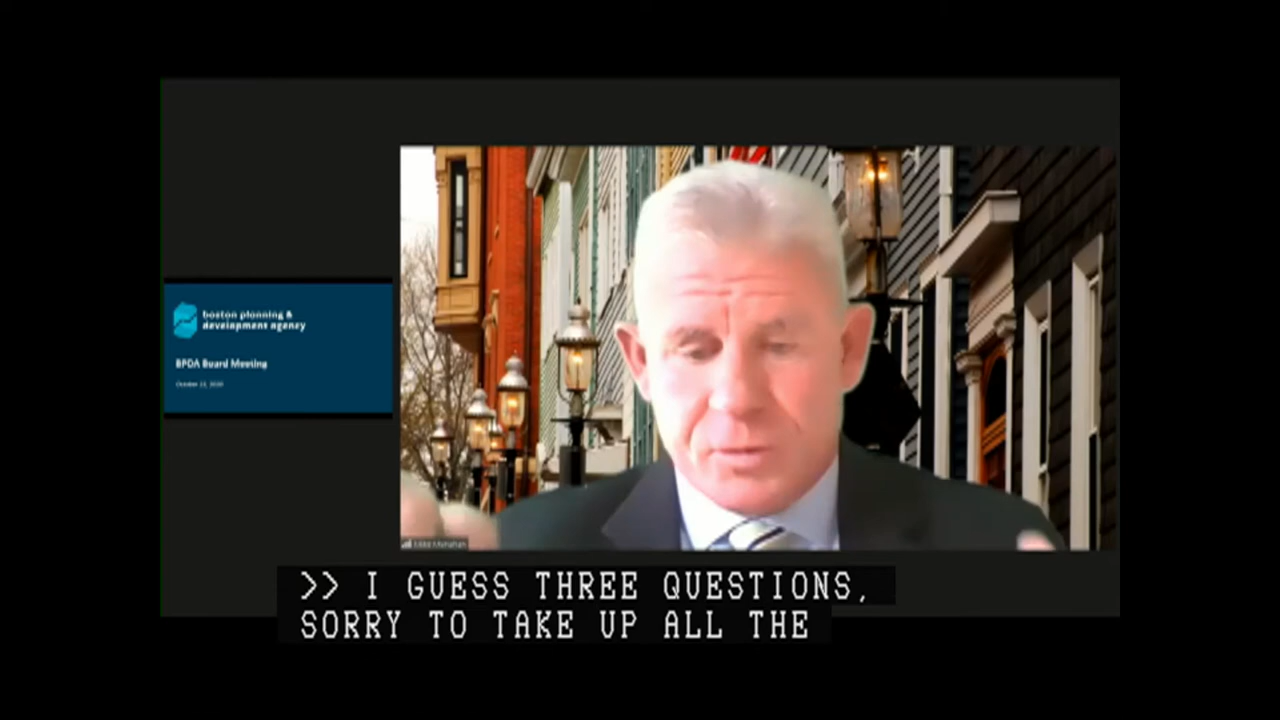 boston planning &
development agency
BPDA Board Meeting
>> I GUESS THREE QUESTIONS,
SORRY TO TAKE UP ALL THE